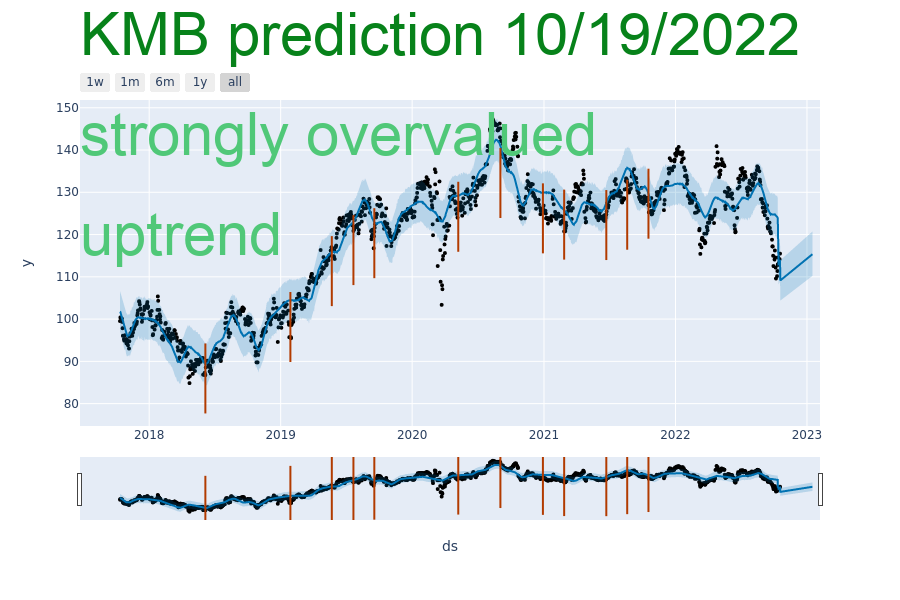 KMB prediction 10/19/2022
1w 1m 6m 1y all
strongly overvalued
uptrend
150
140
130
120
110
100
90
80
y
2018 2019 2020 2021 2022 2023
ds